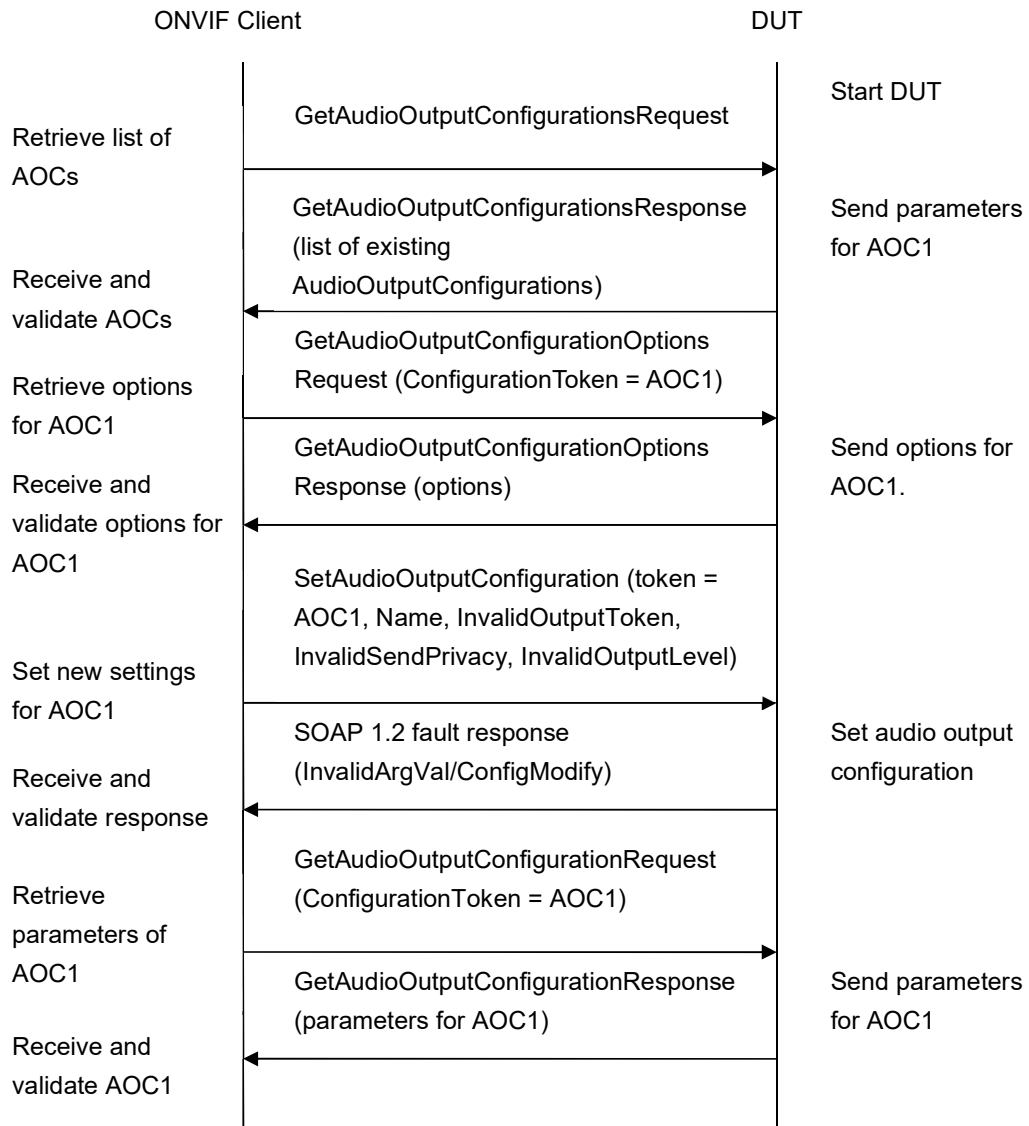 ONVIF Client
DUT
Start DUT
GetAudioOutputConfigurationsRequest
Retrieve list of
AOCs
GetAudioOutputConfigurationsResponse
(list of existing
AudioOutputConfigurations)
Send parameters
for AOC1
Receive and
validate AOCs
GetAudioOutputConfigurationOptions
Request (ConfigurationToken = AOC1)
Retrieve options
for AOC1
GetAudioOutputConfigurationOptions
Response (options)
Send options for
AOC1.
Receive and
validate options for
AOC1
SetAudioOutputConfiguration (token =
AOC1, Name, InvalidOutputToken,
InvalidSendPrivacy, InvalidOutputLevel)
Set new settings
for AOC1
SOAP 1.2 fault response
(InvalidArgVal/ConfigModify)
Set audio output
configuration
Receive and
validate response
GetAudioOutputConfigurationRequest
(ConfigurationToken = AOC1)
Retrieve
parameters of
AOC1
GetAudioOutputConfigurationResponse
(parameters for AOC1)
Send parameters
for AOC1
Receive and
validate AOC1